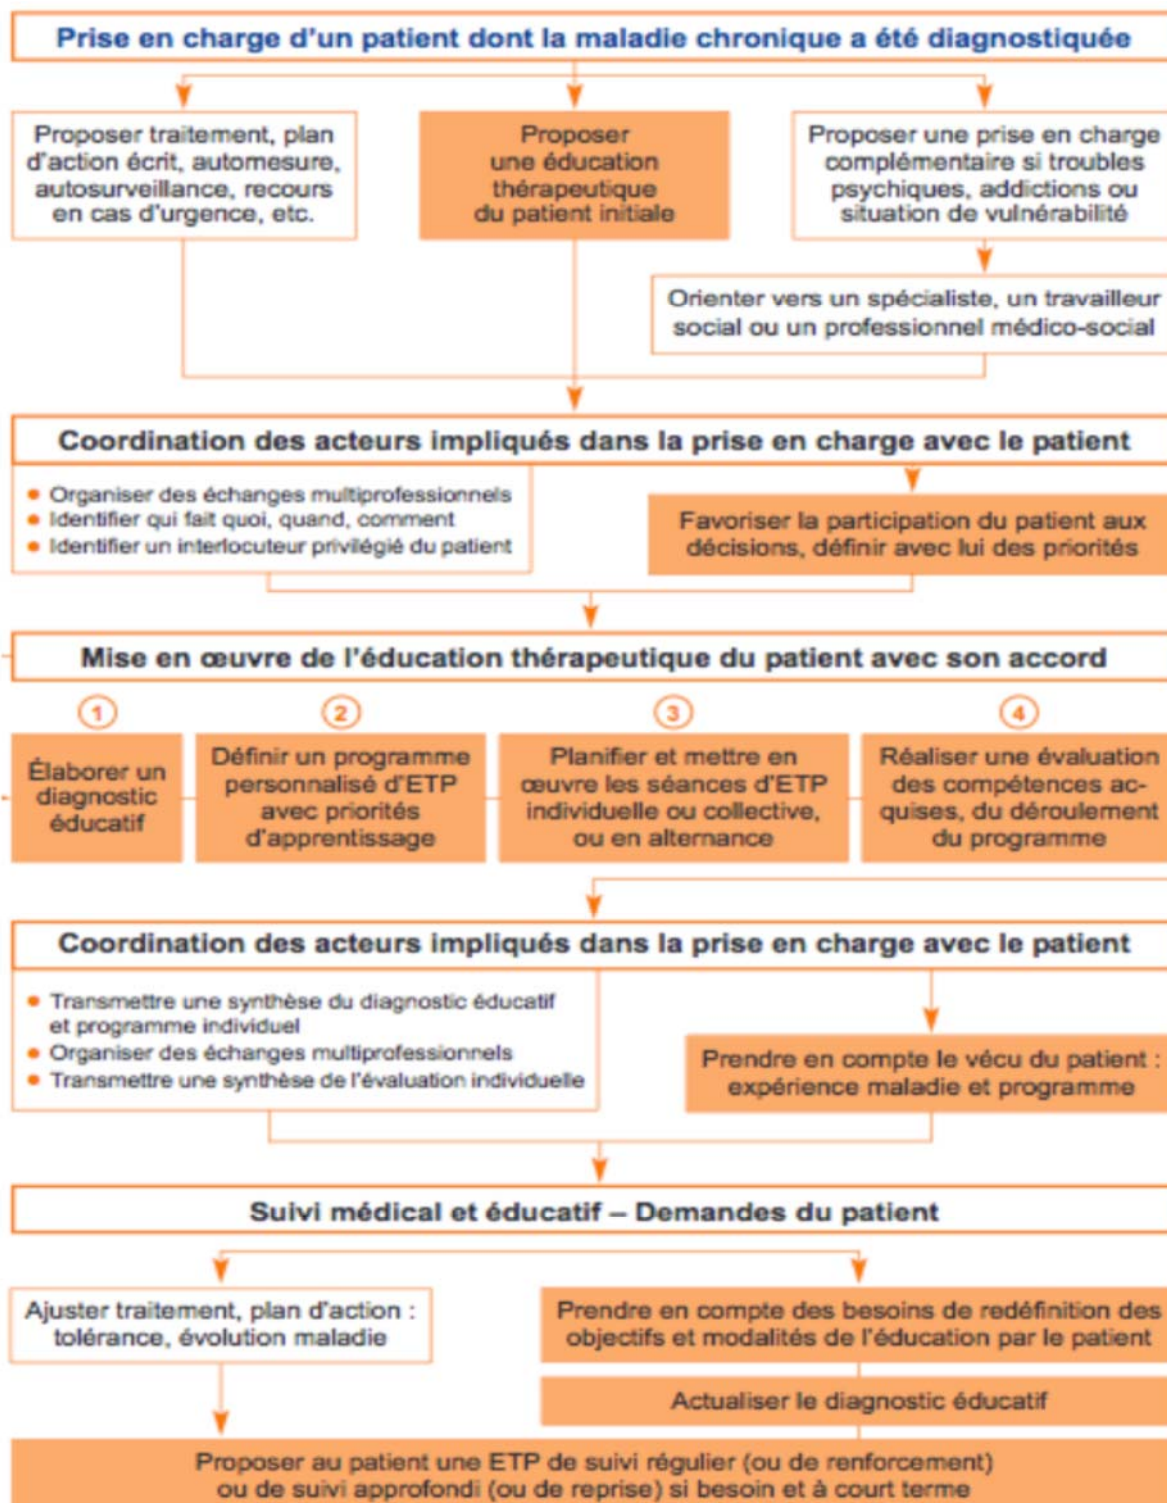 Prise en charge d'un patient dont la maladie chronique a été diagnostiquée
Proposer traitement, plan
d'action écrit, automesure,
autosurveillance, recours
en cas d'urgence, etc.
Proposer
une éducation
thérapeutique
du patient initiale
Proposer une prise en charge
complémentaire si troubles
psychiques, addictions ou
situation de vulnérabilité
Orienter vers un spécialiste, un travailleur
social ou un professionnel médico-social
Coordination des acteurs impliqués dans la prise en charge avec le patient
• Organiser des échanges multiprofessionnels
• Identifier qui fait quoi, quand, comment
• Identifier un interlocuteur privilégié du patient
Favoriser la participation du patient aux
décisions, définir avec lui des priorités
Mise en œuvre de l'éducation thérapeutique du patient avec son accord
1
Élaborer un
diagnostic
éducatif
2
Définir un programme
personnalisé d'ETP
avec priorités
d'apprentissage
3
Planifier et mettre en
œuvre les séances d'ETP
individuelle ou collective,
ou en alternance
4
Réaliser une évaluation
des compétences ac-
quises, du déroulement
du programme
Coordination des acteurs impliqués dans la prise en charge avec le patient
• Transmettre une synthèse du diagnostic éducatif
et programme individuel
• Organiser des échanges multiprofessionnels
• Transmettre une synthèse de l'évaluation individuelle
Prendre en compte le vécu du patient :
expérience maladie et programme
Suivi médical et éducatif – Demandes du patient
Ajuster traitement, plan d'action :
tolérance, évolution maladie
Prendre en compte des besoins de redéfinition des
objectifs et modalités de l'éducation par le patient
Actualiser le diagnostic éducatif
Proposer au patient une ETP de suivi régulier (ou de renforcement)
ou de suivi approfondi (ou de reprise) si besoin et à court terme